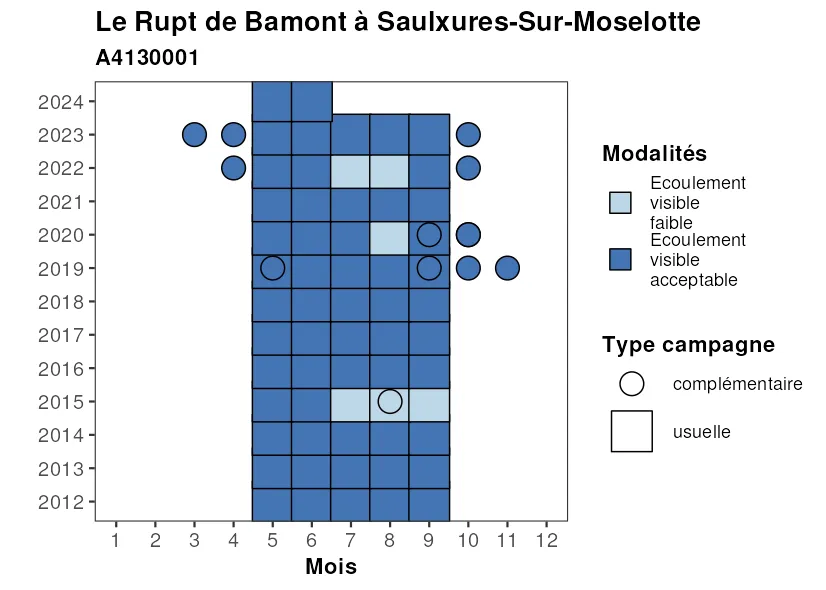 Le Rupt de Bamont à Saulxures-Sur-Moselotte
A4130001
2024
2023
2022
2021
2020
2019
2018
2017
2016
2015
2014
2013
2012
1 2 3 4 5 6 7 8 9 10 11 12
Mois
Modalités
Ecoulement
visible
faible
Ecoulement
visible
acceptable
Type campagne
complémentaire
usuelle